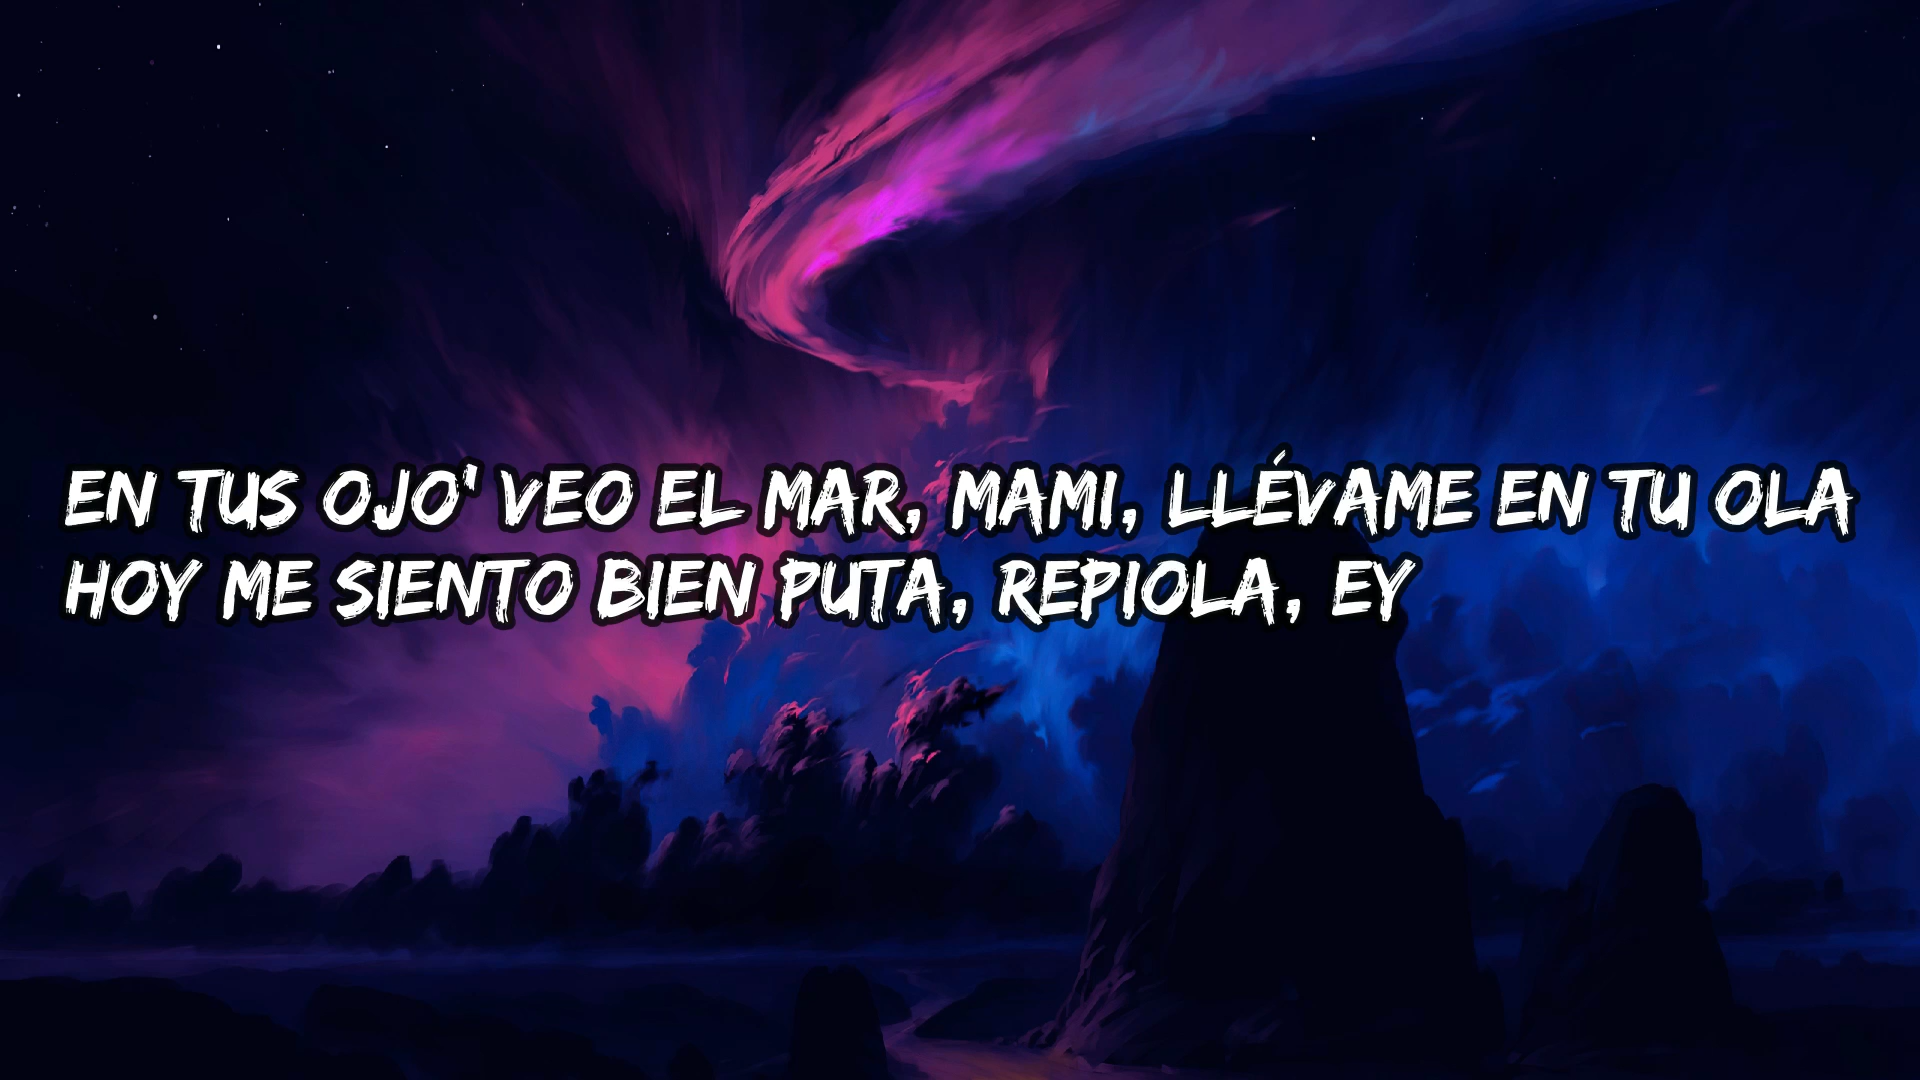 EN TUS OJO' VEO EL MAR, MAMI, LLÉVAME EN TU OLA
HOY ME SIENTO BIEN PUTA, REPIOLA, EY